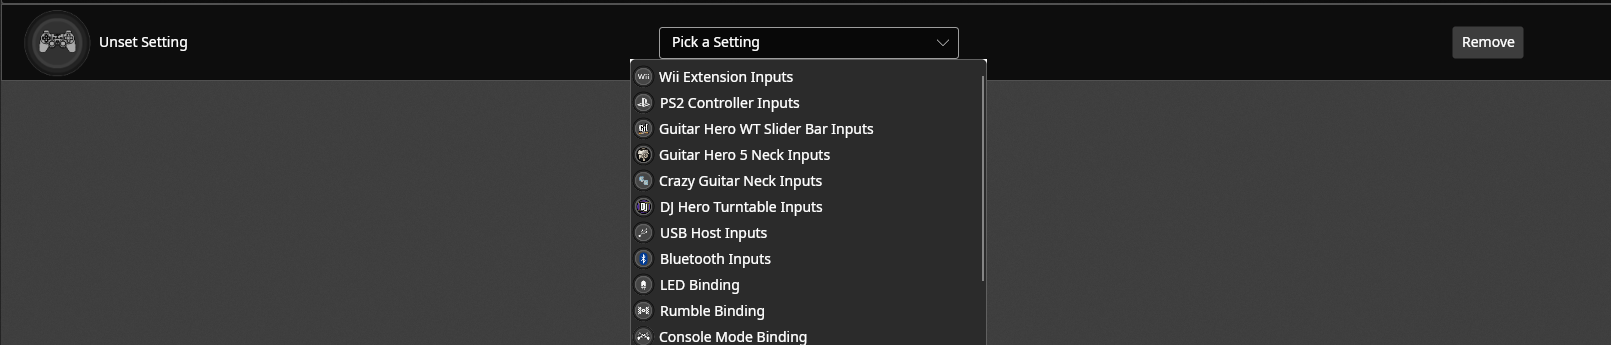 Unset Setting
Pick a Setting
Remove
Wii Extension Inputs
PS2 Controller Inputs
Guitar Hero WT Slider Bar Inputs
Guitar Hero 5 Neck Inputs
Crazy Guitar Neck Inputs
DJ Hero Turntable Inputs
USB Host Inputs
Bluetooth Inputs
LED Binding
Rumble Binding
Console Mode Binding